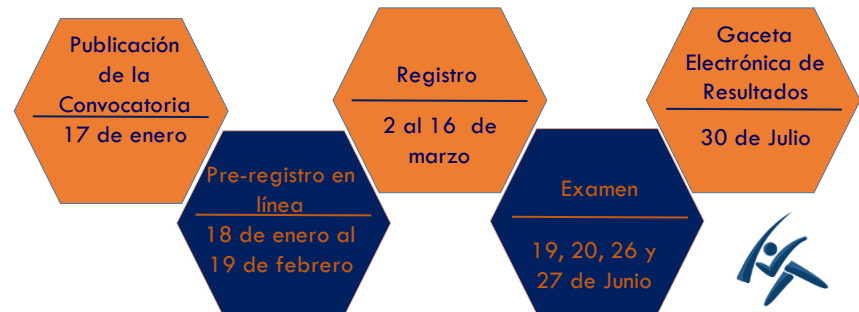 Publicación
de la
Convocatoria
17 de enero
Pre-registro en
línea
18 de enero al
19 de febrero
Registro
2 al 16 de
marzo
Examen
19, 20, 26 y
27 de Junio
Gaceta
Electrónica de
Resultados
30 de Julio